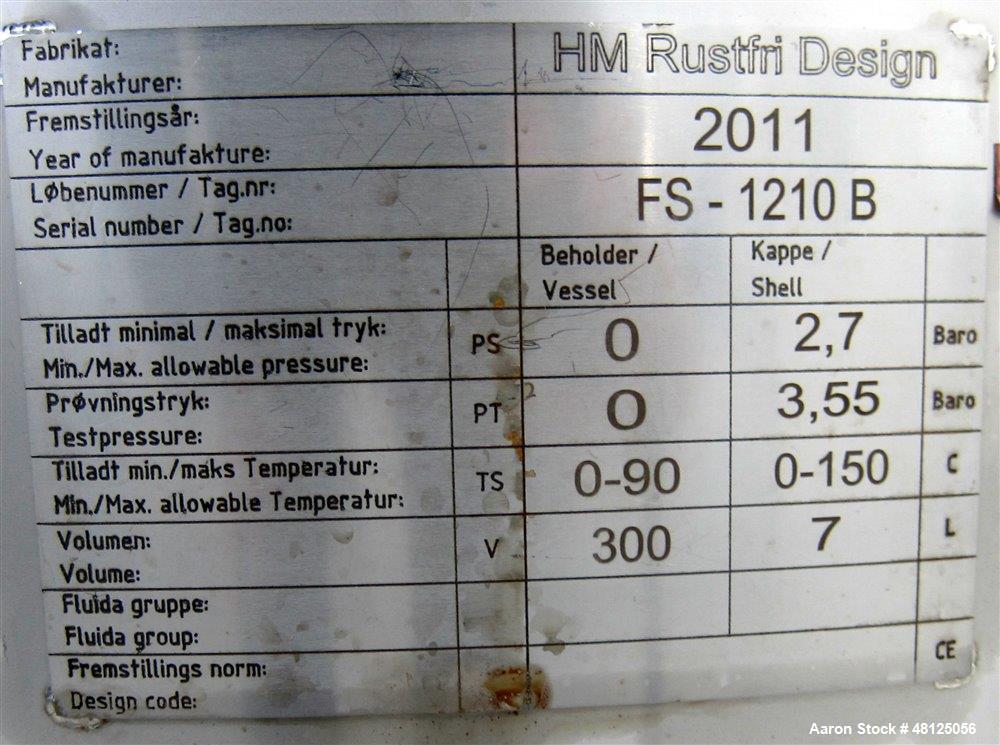 Fabrikat:
Manufakturer:
HM Rustfri Design
Fremstillingsår:
Year of manufakture:
2011
Løbenummer / Tag.nr:
Serial number / Tag.no:
FS - 1210 B
Beholder /
Vessel
Kappe /
Shell
Tilladt minimal / maksimal tryk:
Min./Max. allowable pressure:
PS 0 2,7 Baro
Prøvningstryk:
Testpressure:
PT 0 3,55 Baro
Tilladt min./maks Temperatur:
Min./Max. allowable Temperatur:
TS 0-90 0-150 C
Volumen:
Volume:
V 300 7 L
Fluida gruppe:
Fluida group:
Fremstillings norm:
Design code:
CE
Aaron Stock # 48125056